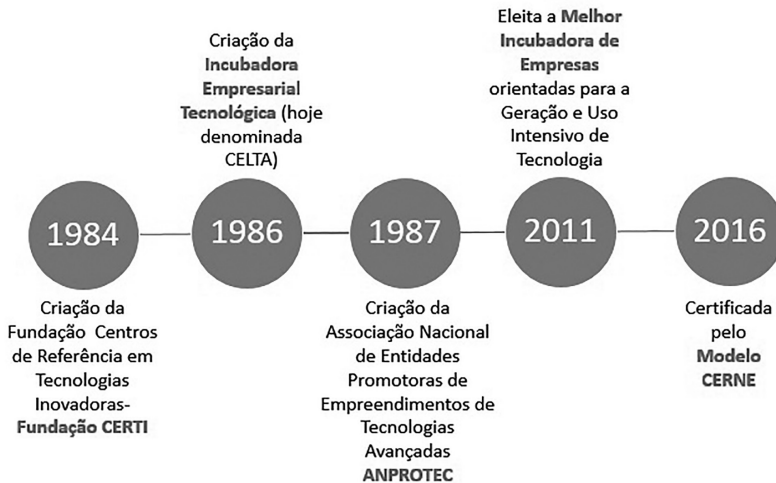 1984
Criação da
Fundação Centros
de Referência em
Tecnologias
Inovadoras-
Fundação CERTI
Criação da
Incubadora
Empresarial
Tecnológica (hoje
denominada
CELTA)
1986
1987
Criação da
Associação Nacional
de Entidades
Promotoras de
Empreendimentos de
Tecnologias
Avançadas
ANPROTEC
Eleita a Melhor
Incubadora de
Empresas
orientadas para a
Geração e Uso
Intensivo de
Tecnologia
2011
2016
Certificada
pelo
Modelo
CERNE